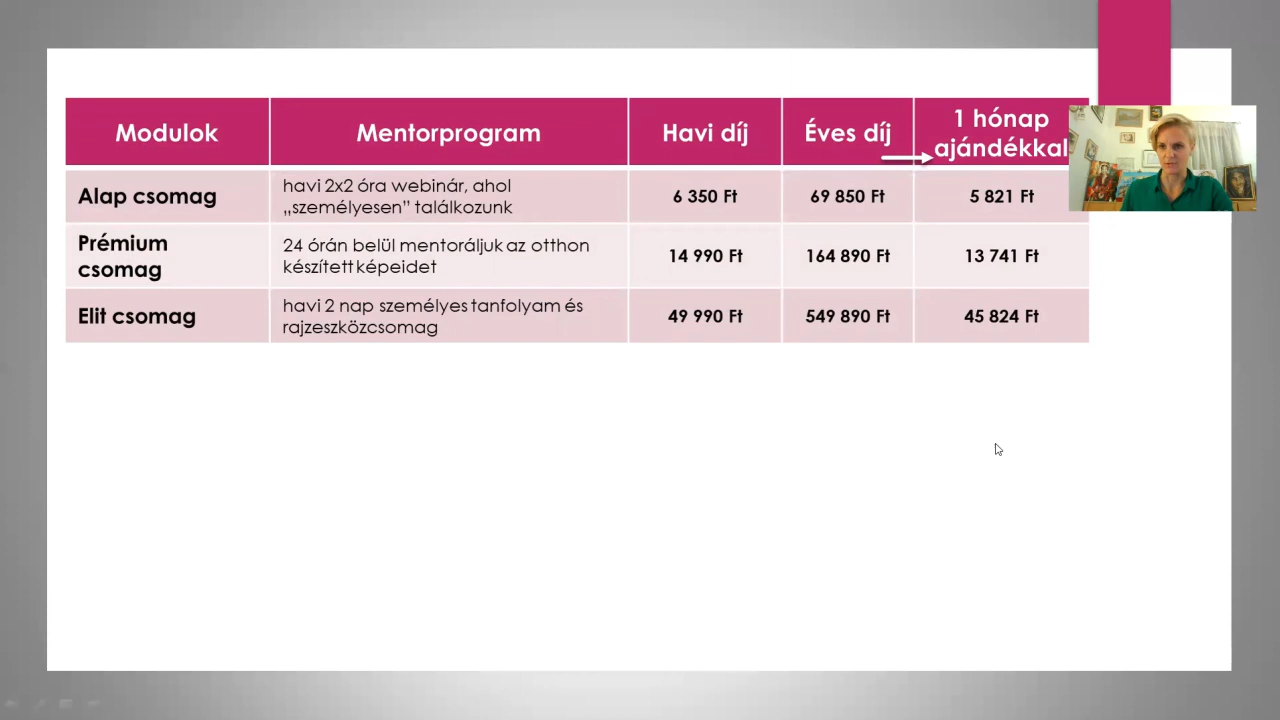 Modulok
Mentorprogram
Havi díj
Éves díj
1 hónap
ajándékkal
Alap csomag
havi 2x2 óra webinár, ahol
„személyesen” találkozunk
6 350 Ft
69 850 Ft
5 821 Ft
Prémium
csomag
24 órán belül mentoráljuk az otthon
készített képeidet
14 990 Ft
164 890 Ft
13 741 Ft
Elit csomag
havi 2 nap személyes tanfolyam és
rajzeszközcsomag
49 990 Ft
549 890 Ft
45 824 Ft